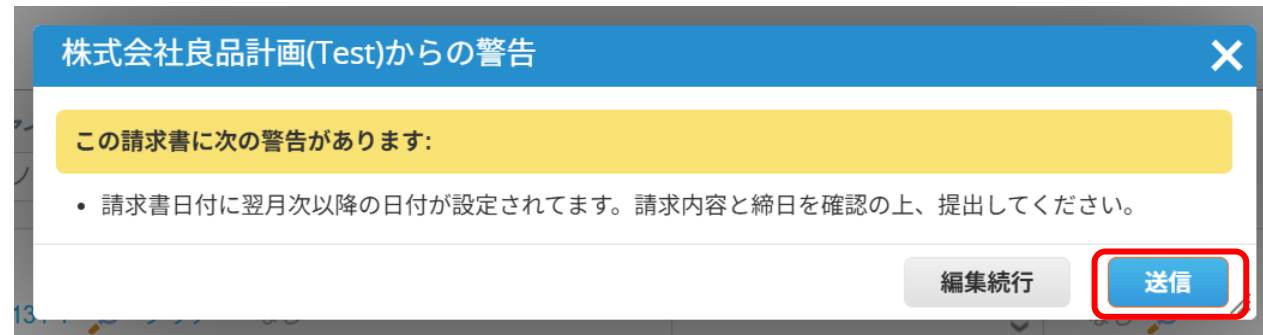 株式会社良品計画(Test)からの警告
この請求書に次の警告があります:
• 請求書日付に翌月次以降の日付が設定されてます。請求内容と締日を確認の上、提出してください。
編集続行
送信